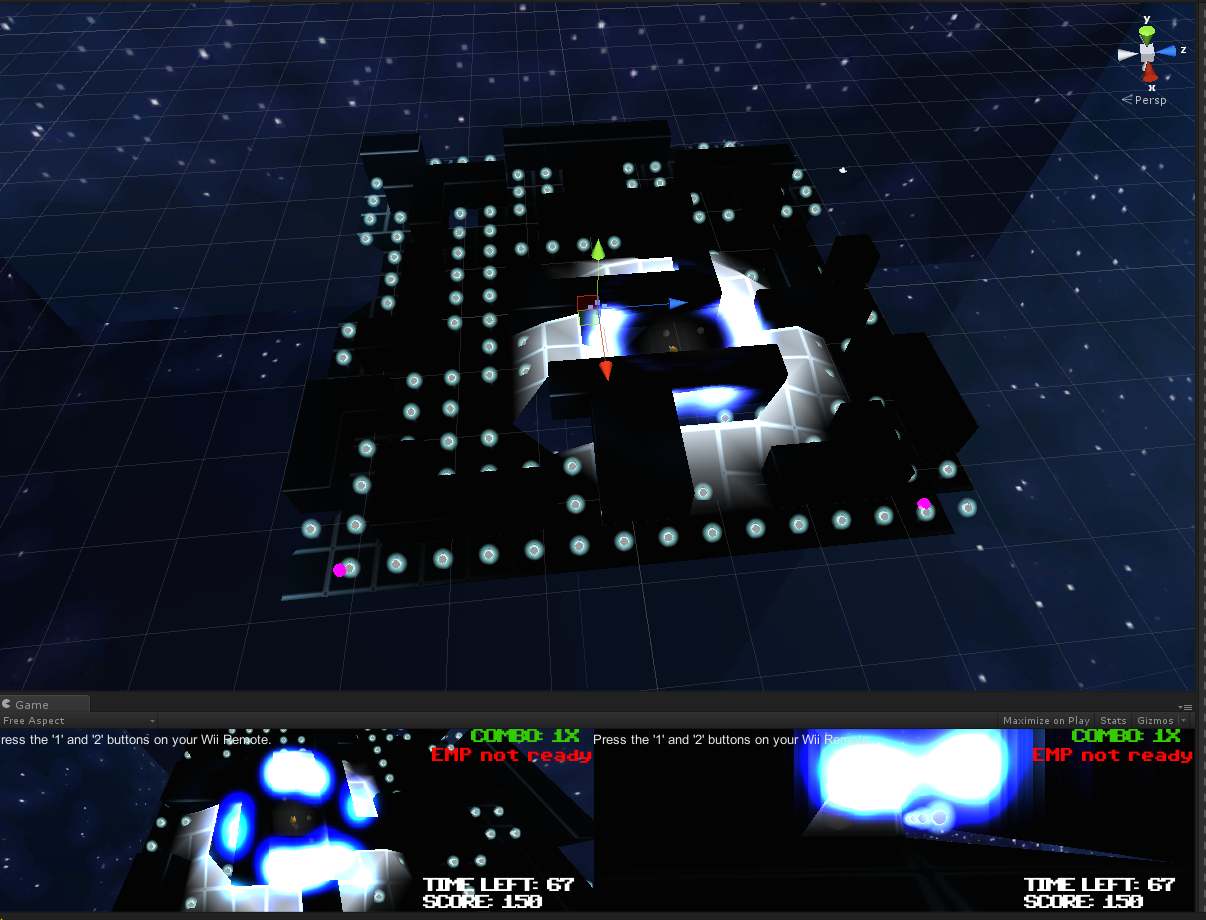 y
z
x
Persp
Game
Free Aspect
Maximize on Play Stats Gizmos
ress the '1' and '2' buttons on your Wii Remote.
COMBO: 1X
EMP not ready
TIME LEFT: 67
SCORE: 150
Press the '1' and '2' buttons on your Wii Remote.
COMBO: 1X
EMP not ready
TIME LEFT: 67
SCORE: 150